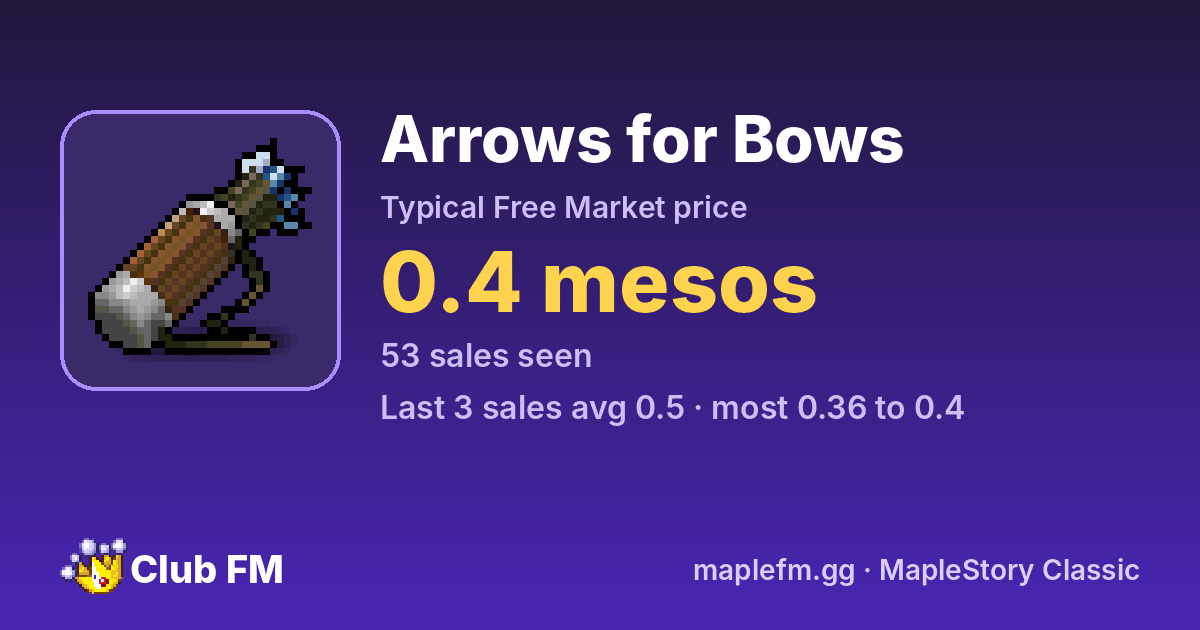 Arrows for Bows
Typical Free Market price
0.4 mesos
53 sales seen
Last 3 sales avg 0.5 · most 0.36 to 0.4
Club FM
maplefm.gg · MapleStory Classic